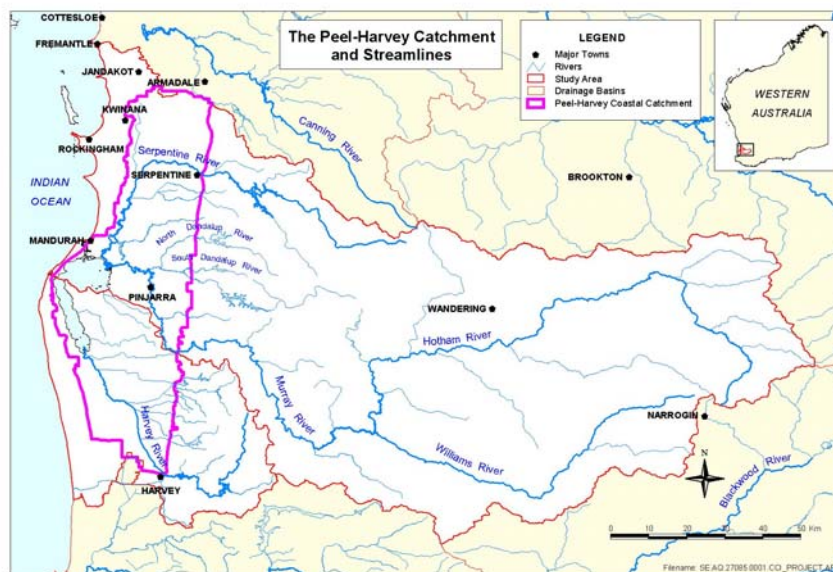 The Peel-Harvey Catchment
and Streamlines
LEGEND
Major Towns
Rivers
Study Area
Drainage Basins
Peel-Harvey Coastal Catchment
WESTERN
AUSTRALIA
COTTESLOE
FREMANTLE
JANDAKOT
ARMADALE
KWINANA
ROCKINGHAM
Canning River
Serpentine River
SERPENTINE
BROOKTON
INDIAN
OCEAN
MANDURAH
North Dandalup River
South Dandalup River
PINJARRA
WANDERING
Hotham River
Murray River
Harvey River
NARROGIN
Williams River
Blackwood River
HARVEY
N
0 10 20 30 40 50 Km